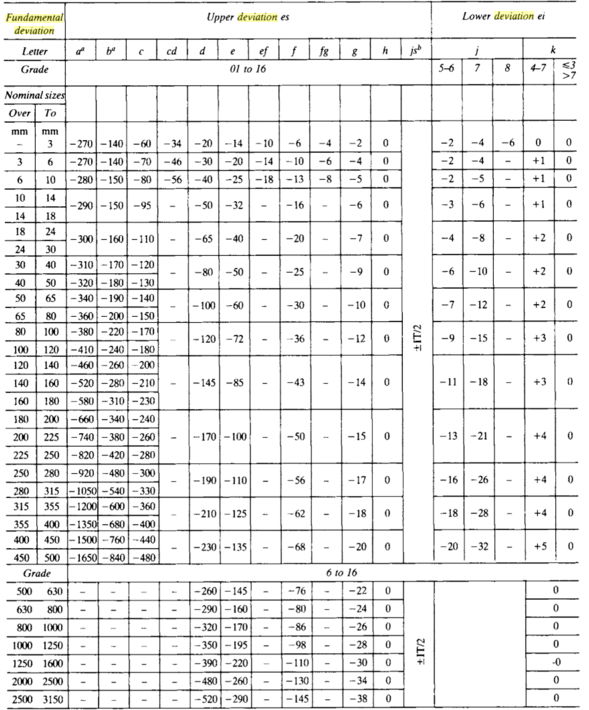 Fundamental deviation Upper deviation es Lower deviation ei
Letter aᵃ bᵃ c cd d e ef f fg g h jsᵇ j k
Grade 01 to 16 5–6 7 8 4–7 ≤3 >7
Nominal sizes
Over To
mm mm
– 3 −270 −140 −60 −34 −20 −14 −10 −6 −4 −2 0 −2 −4 −6 0 0
3 6 −270 −140 −70 −46 −30 −20 −14 −10 −6 −4 0 −2 −4 – +1 0
6 10 −280 −150 −80 −56 −40 −25 −18 −13 −8 −5 0 −2 −5 – +1 0
10 14
−290 −150 −95 – −50 −32 – −16 – −6 0 −3 −6 – +1 0
14 18
18 24
−300 −160 −110 – −65 −40 – −20 – −7 0 −4 −8 – +2 0
24 30
30 40 −310 −170 −120
– −80 −50 – −25 – −9 0 −6 −10 – +2 0
40 50 −320 −180 −130
50 65 −340 −190 −140
– −100 −60 – −30 – −10 0 −7 −12 – +2 0
65 80 −360 −200 −150
80 100 −380 −220 −170
– −120 −72 – −36 – −12 0 ±IT/2 −9 −15 – +3 0
100 120 −410 −240 −180
120 140 −460 −260 −200
140 160 −520 −280 −210 – −145 −85 – −43 – −14 0 −11 −18 – +3 0
160 180 −580 −310 −230
180 200 −660 −340 −240
200 225 −740 −380 −260 – −170 −100 – −50 – −15 0 −13 −21 – +4 0
225 250 −820 −420 −280
250 280 −920 −480 −300
– −190 −110 – −56 – −17 0 −16 −26 – +4 0
280 315 −1050 −540 −330
315 355 −1200 −600 −360
– −210 −125 – −62 – −18 0 −18 −28 – +4 0
355 400 −1350 −680 −400
400 450 −1500 −760 −440
– −230 −135 – −68 – −20 0 −20 −32 – +5 0
450 500 −1650 −840 −480
Grade 6 to 16
500 630 – – – – −260 −145 – −76 – −22 0 0
630 800 – – – – −290 −160 – −80 – −24 0 0
800 1000 – – – – −320 −170 – −86 – −26 0 0
1000 1250 – – – – −350 −195 – −98 – −28 0 0
1250 1600 – – – – −390 −220 – −110 – −30 0 ±IT/2 -0
2000 2500 – – – – −480 −260 – −130 – −34 0 0
2500 3150 – – – – −520 −290 – −145 – −38 0 0